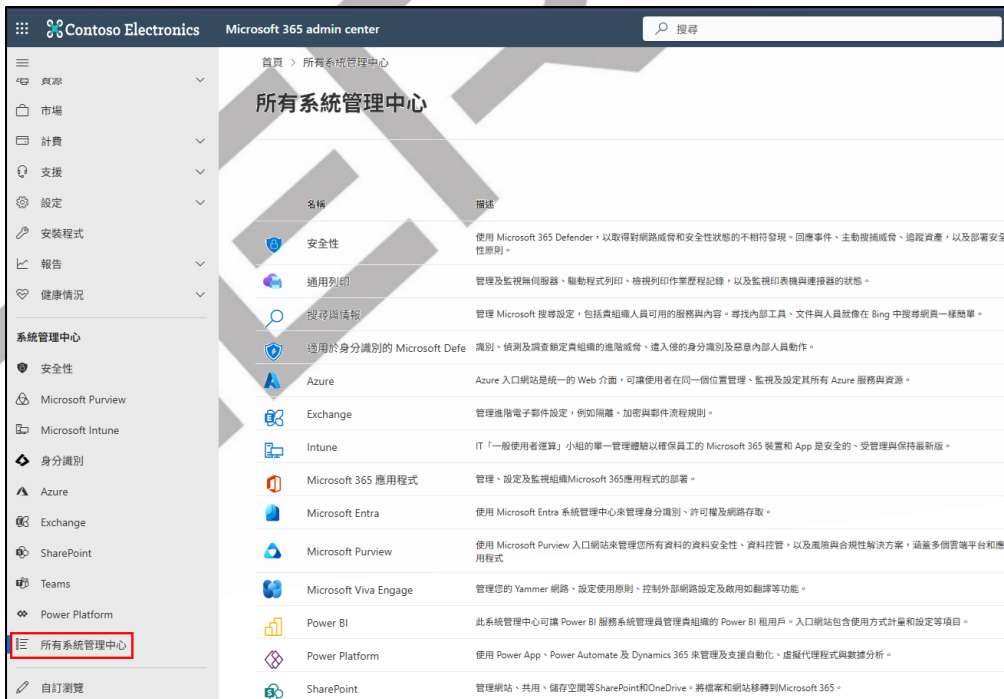 Contoso Electronics
Microsoft 365 admin center
搜尋
首頁 > 所有系統管理中心
所有系統管理中心
資源
市場
計費
支援
設定
安裝程式
報告
健康情況
系統管理中心
安全性
Microsoft Purview
Microsoft Intune
身分識別
Azure
Exchange
SharePoint
Teams
Power Platform
所有系統管理中心
自訂瀏覽
名稱 描述
安全性 使用 Microsoft 365 Defender，以取得對網路威脅和安全性狀態的不相符發現。回應事件、主動搜捕威脅、追蹤資產，以及部署安全
性原則。
通用列印 管理及監視無伺服器、驅動程式列印、檢視列印作業歷程記錄，以及監視印表機與連接器的狀態。
搜尋與情報 管理 Microsoft 搜尋設定，包括貴組織人員可用的服務與內容。尋找內部工具、文件與人員就像在 Bing 中搜尋網頁一樣簡單。
適用於身分識別的 Microsoft Defe 識別、偵測及調查鎖定貴組織的進階威脅、遭入侵的身分識別及惡意內部人員動作。
Azure Azure 入口網站是統一的 Web 介面，可讓使用者在同一個位置管理、監視及設定其所有 Azure 服務與資源。
Exchange 管理進階電子郵件設定，例如隔離、加密與郵件流程規則。
Intune IT「一般使用者運算」小組的單一管理體驗以確保員工的 Microsoft 365 裝置和 App 是安全的、受管理與保持最新版。
Microsoft 365 應用程式 管理、設定及監視組織Microsoft 365應用程式的部署。
Microsoft Entra 使用 Microsoft Entra 系統管理中心來管理身分識別、許可權及網路存取。
Microsoft Purview 使用 Microsoft Purview 入口網站來管理您所有資料的資料安全性、資料控管，以及風險與合規性解決方案，涵蓋多個雲端平台和應
用程式
Microsoft Viva Engage 管理您的 Yammer 網路、設定使用原則、控制外部網路設定及啟用如翻譯等功能。
Power BI 此系統管理中心可讓 Power BI 服務系統管理員管理貴組織的 Power BI 租用戶。入口網站包含使用方式計量和設定等項目。
Power Platform 使用 Power App、Power Automate 及 Dynamics 365 來管理及支援自動化、虛擬代理程式與數據分析。
SharePoint 管理網站、共用、儲存空間等SharePoint和OneDrive。將檔案和網站移轉到Microsoft 365。